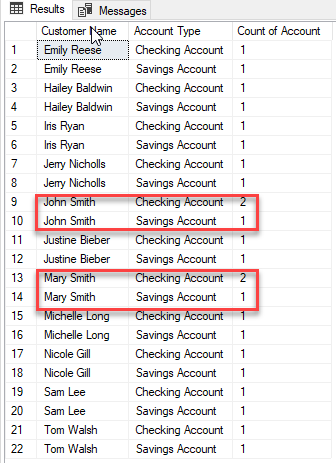 Results Messages
Customer Name Account Type Count of Account
1 Emily Reese Checking Account 1
2 Emily Reese Savings Account 1
3 Hailey Baldwin Checking Account 1
4 Hailey Baldwin Savings Account 1
5 Iris Ryan Checking Account 1
6 Iris Ryan Savings Account 1
7 Jerry Nicholls Checking Account 1
8 Jerry Nicholls Savings Account 1
9 John Smith Checking Account 2
10 John Smith Savings Account 1
11 Justine Bieber Checking Account 1
12 Justine Bieber Savings Account 1
13 Mary Smith Checking Account 2
14 Mary Smith Savings Account 1
15 Michelle Long Checking Account 1
16 Michelle Long Savings Account 1
17 Nicole Gill Checking Account 1
18 Nicole Gill Savings Account 1
19 Sam Lee Checking Account 1
20 Sam Lee Savings Account 1
21 Tom Walsh Checking Account 1
22 Tom Walsh Savings Account 1